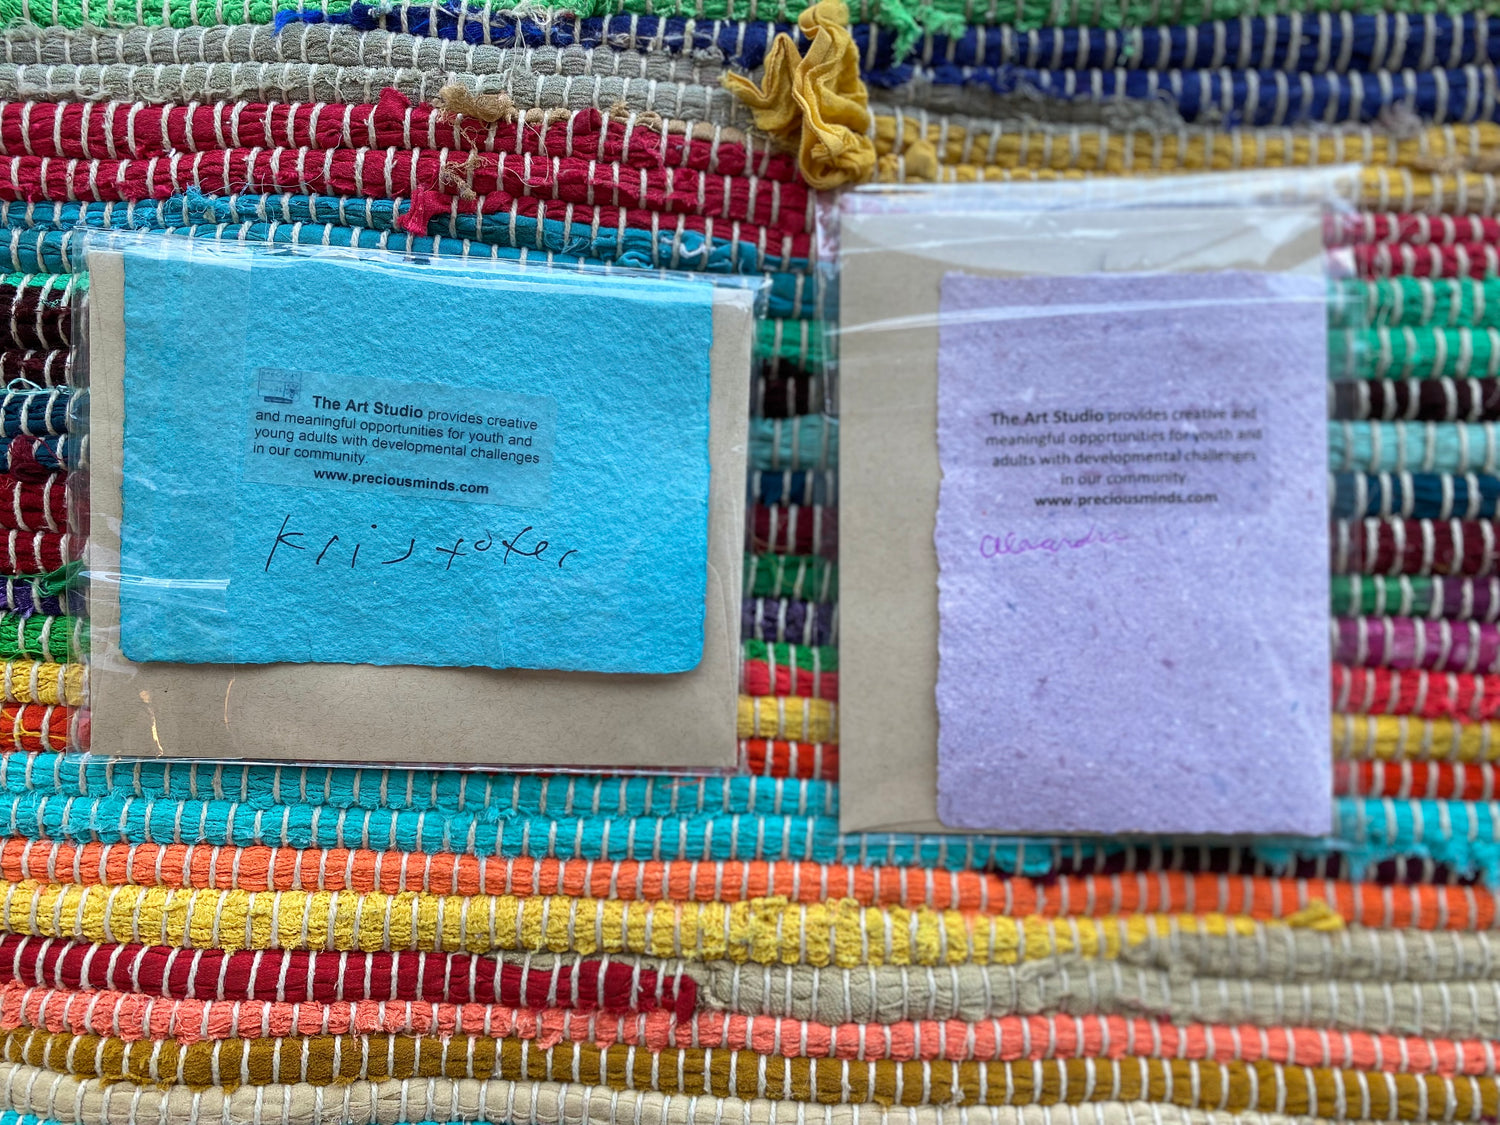 The Art Studio provides creative
and meaningful opportunities for youth and
young adults with developmental challenges
in our community.
www.preciousminds.com
Kristofer
The Art Studio provides creative and
meaningful opportunities for youth and
adults with developmental challenges
in our community
www.preciousminds.com